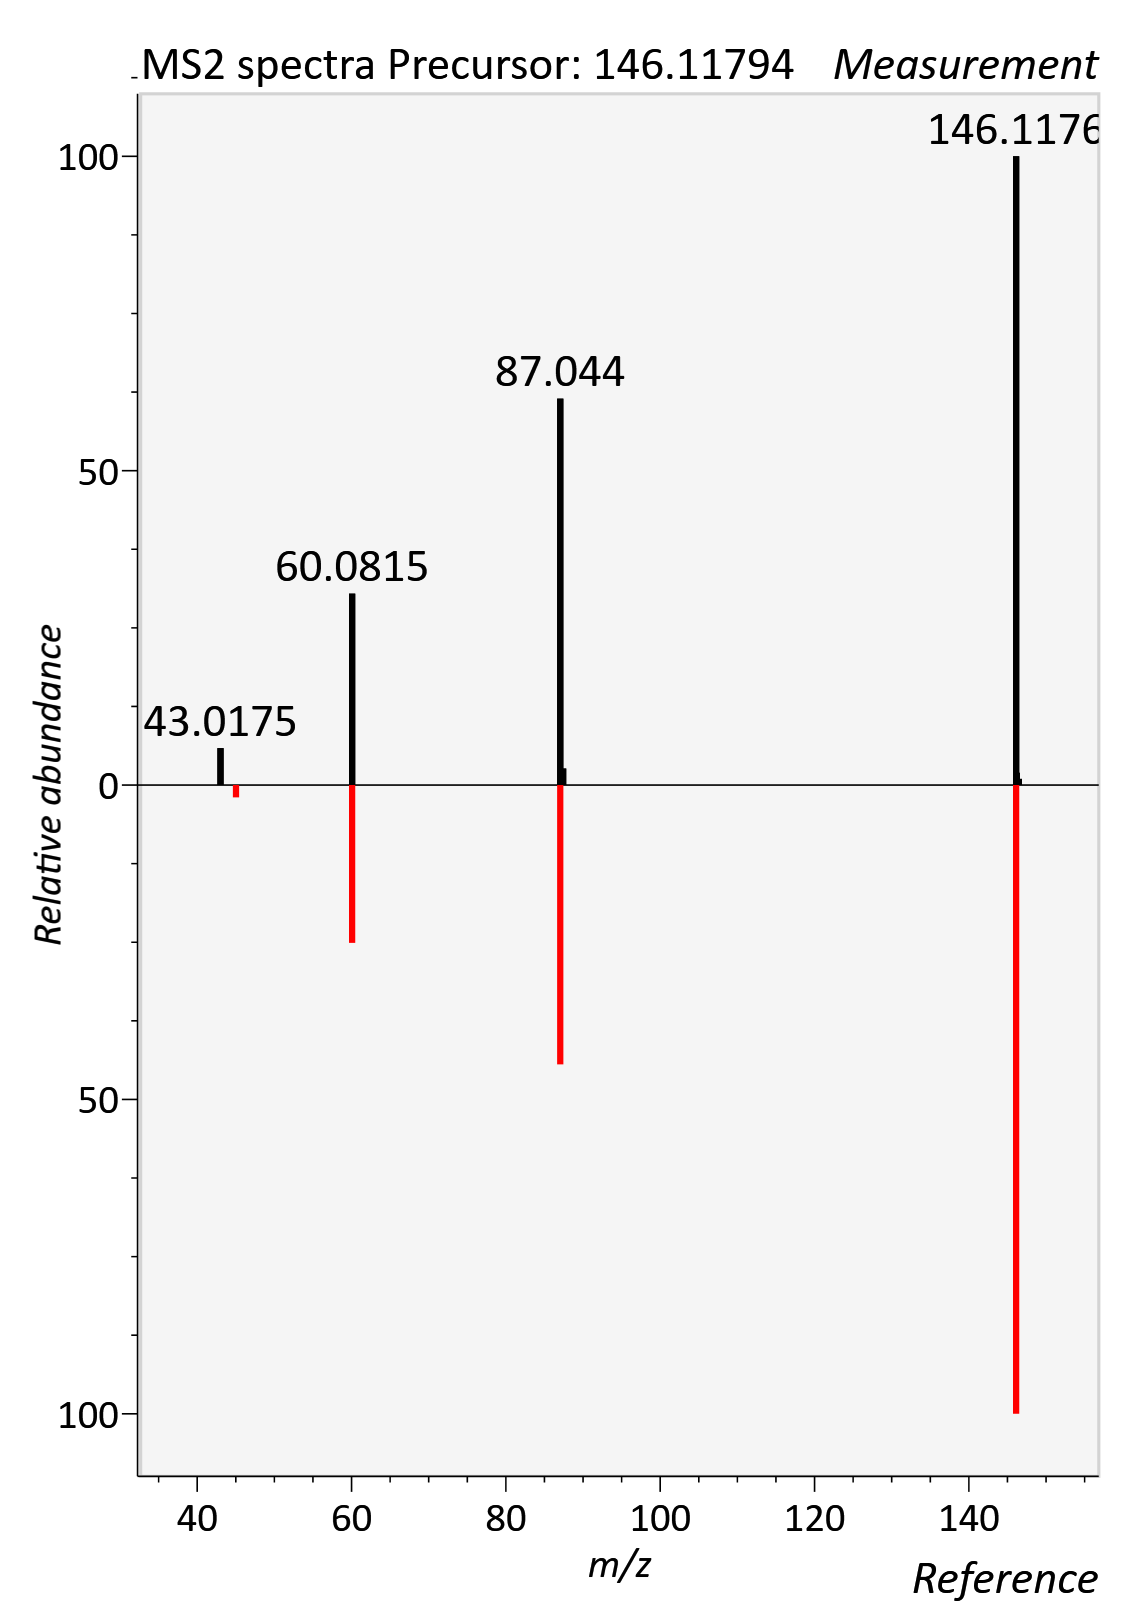 MS2 spectra Precursor: 146.11794 Measurement
146.1176
100
87.044
50
60.0815
43.0175
0
Relative abundance
50
100
40 60 80 100 120 140
m/z
Reference